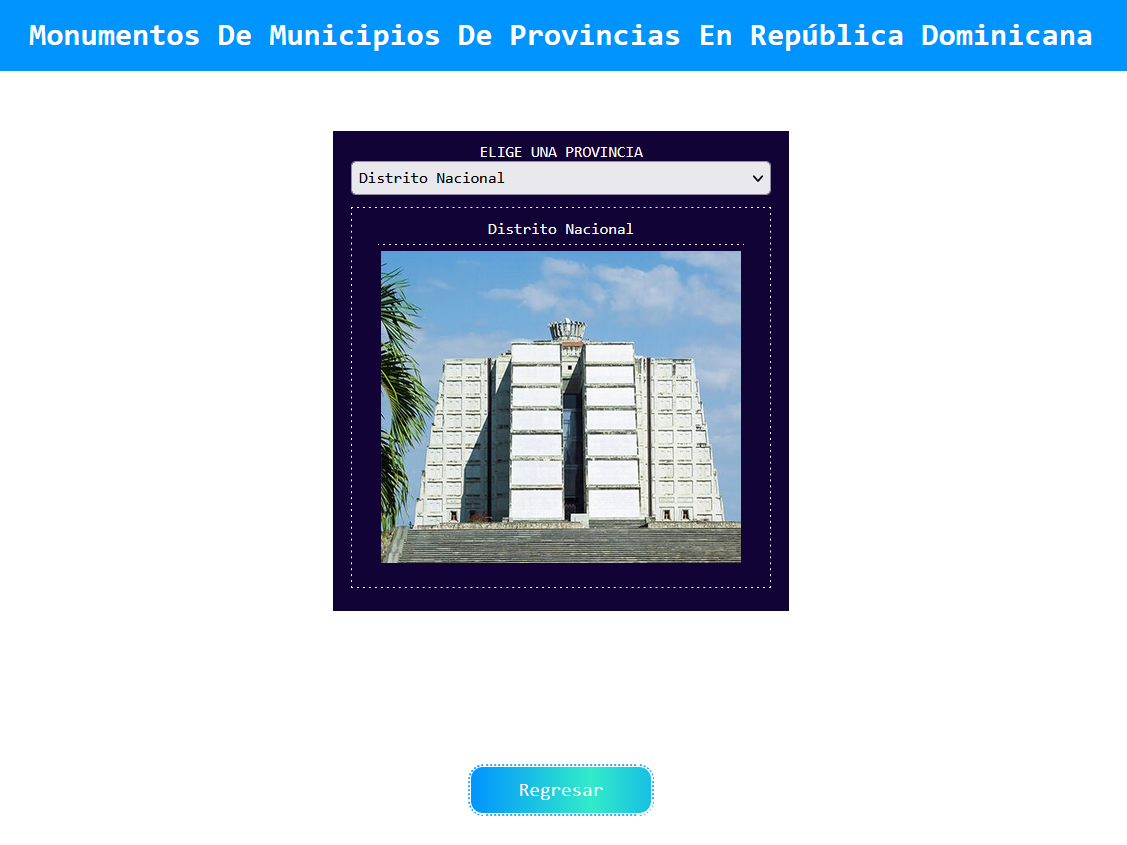 Monumentos De Municipios De Provincias En República Dominicana
ELIGE UNA PROVINCIA
Distrito Nacional
Distrito Nacional
Regresar